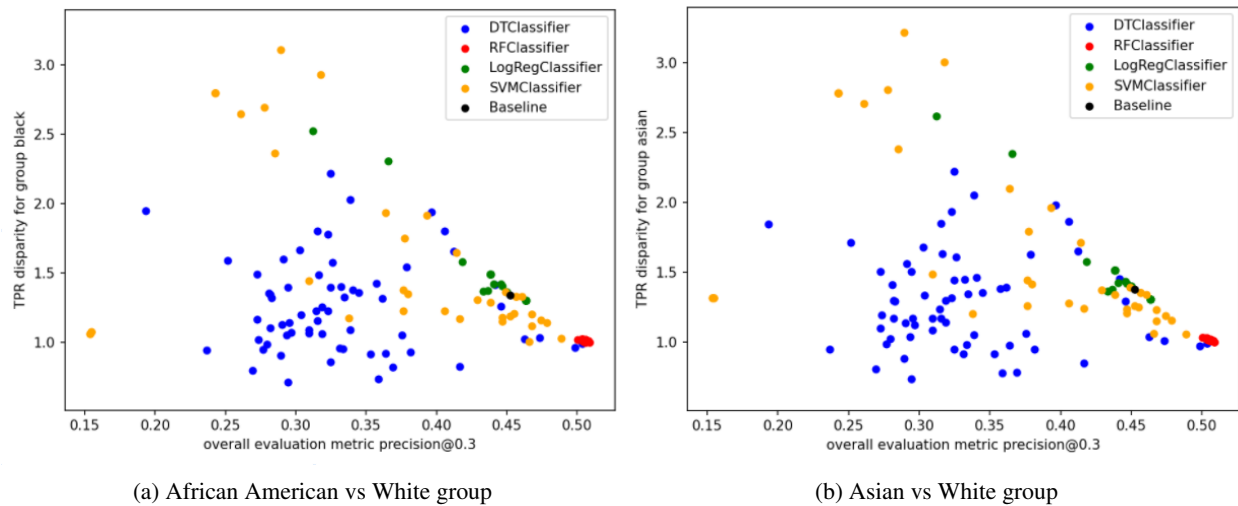 DTClassifier
RFClassifier
LogRegClassifier
SVMClassifier
Baseline
TPR disparity for group black
3.0
2.5
2.0
1.5
1.0
0.15 0.20 0.25 0.30 0.35 0.40 0.45 0.50
overall evaluation metric precision@0.3
(a) African American vs White group
DTClassifier
RFClassifier
LogRegClassifier
SVMClassifier
Baseline
TPR disparity for group asian
3.0
2.5
2.0
1.5
1.0
0.15 0.20 0.25 0.30 0.35 0.40 0.45 0.50
overall evaluation metric precision@0.3
(b) Asian vs White group